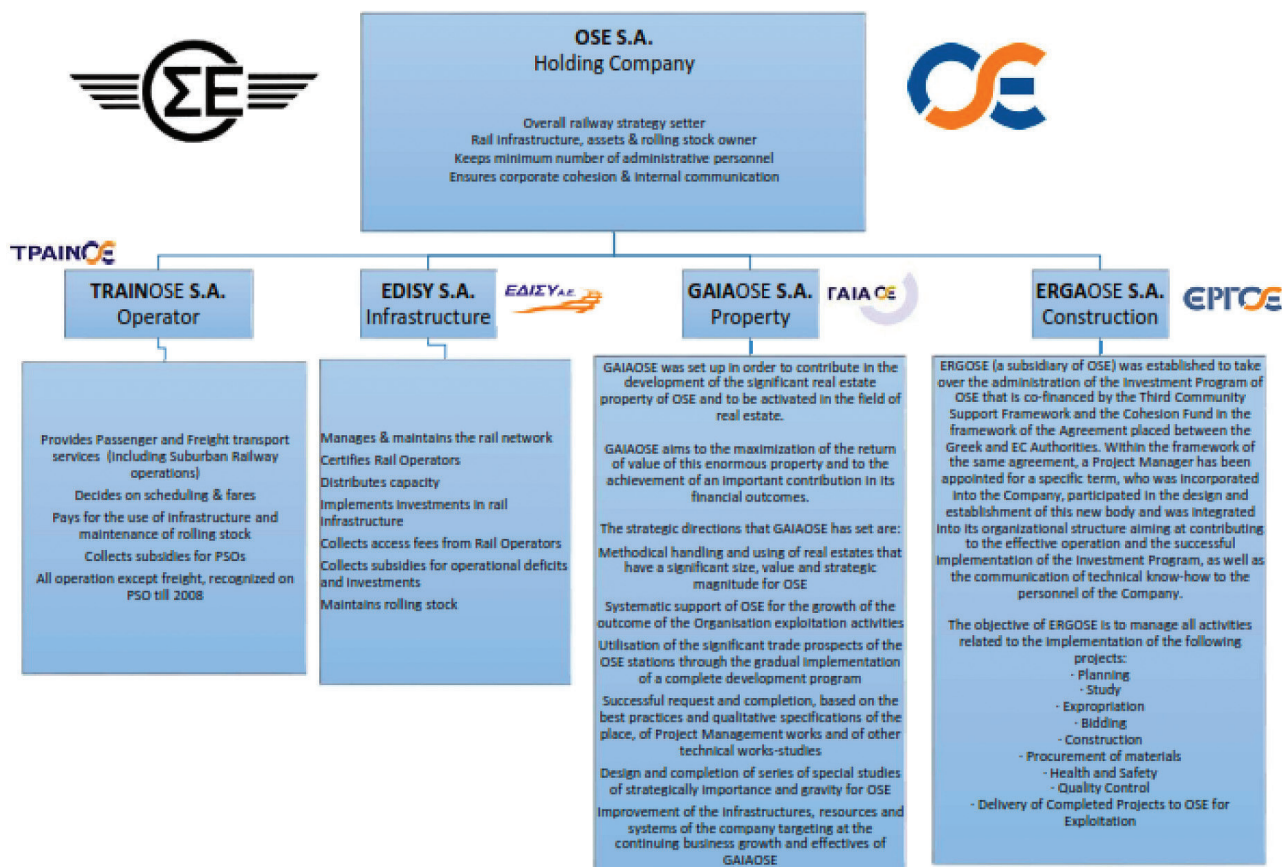 ΣΕ
OSE S.A.
Holding Company
Overall railway strategy setter
Rail infrastructure, assets & rolling stock owner
Keeps minimum number of administrative personnel
Ensures corporate cohesion & internal communication
ΟΣΕ
ΤΡΑΙΝΟΣΕ
TRAINOSE S.A.
Operator
Provides Passenger and Freight transport
services (including Suburban Railway
operations)
Decides on scheduling & fares
Pays for the use of infrastructure and
maintenance of rolling stock
Collects subsidies for PSOs
All operation except freight, recognized on
PSO till 2008
EDISY S.A.
Infrastructure
ΕΔΙΣΥ Α.Ε.
Manages & maintains the rail network
Certifies Rail Operators
Distributes capacity
Implements investments in rail
infrastructure
Collects access fees from Rail Operators
Collects subsidies for operational deficits
and investments
Maintains rolling stock
GAIAOSE S.A.
Property
ΓΑΙΑΟΣΕ
GAIAOSE was set up in order to contribute in the
development of the significant real estate
property of OSE and to be activated in the field of
real estate.
GAIAOSE aims to the maximization of the return
of value of this enormous property and to the
achievement of an important contribution in its
financial outcomes.
The strategic directions that GAIAOSE has set are:
Methodical handling and using of real estates that
have a significant size, value and strategic
magnitude for OSE
Systematic support of OSE for the growth of the
outcome of the Organisation exploitation activities
Utilisation of the significant trade prospects of the
OSE stations through the gradual implementation
of a complete development program
Successful request and completion, based on the
best practices and qualitative specifications of the
place, of Project Management works and of other
technical works-studies
Design and completion of series of special studies
of strategically importance and gravity for OSE
Improvement of the infrastructures, resources and
systems of the company targeting at the
continuing business growth and effectives of
GAIAOSE
ERGAOSE S.A.
Construction
ΕΡΓΟΣΕ
ERGOSE (a subsidiary of OSE) was established to take
over the administration of the Investment Program of
OSE that is co-financed by the Third Community
Support Framework and the Cohesion Fund in the
framework of the Agreement placed between the
Greek and EC Authorities. Within the framework of
the same agreement, a Project Manager has been
appointed for a specific term, who was incorporated
into the Company, participated in the design and
establishment of this new body and was integrated
into its organizational structure aiming at contributing
to the effective operation and the successful
implementation of the Investment Program, as well as
the communication of technical know-how to the
personnel of the Company.
The objective of ERGOSE is to manage all activities
related to the implementation of the following
projects:
- Planning
- Study
- Expropriation
- Bidding
- Construction
- Procurement of materials
- Health and Safety
- Quality Control
- Delivery of Completed Projects to OSE for
Exploitation